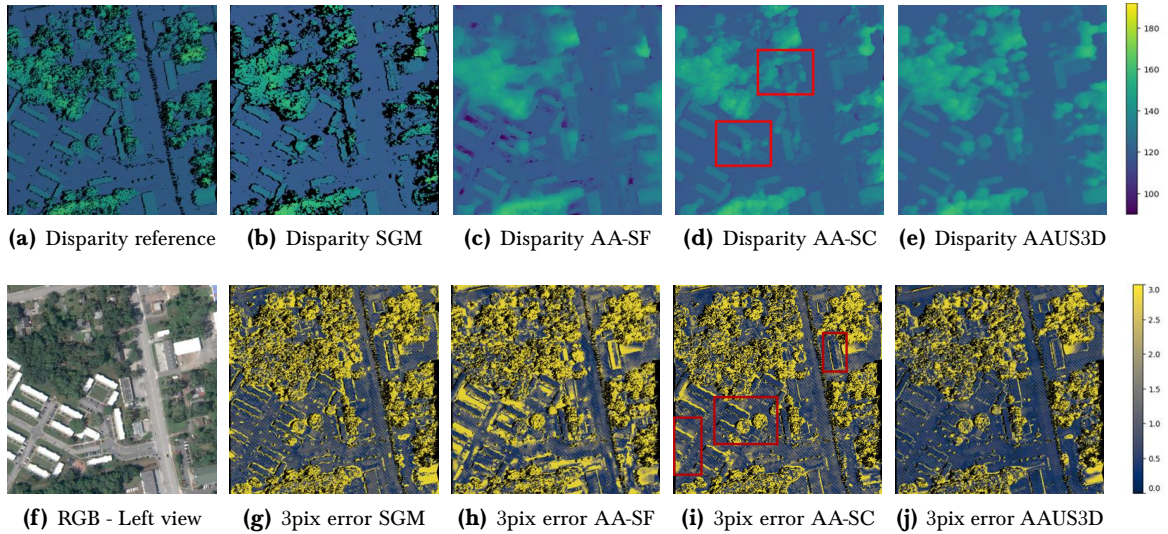 180
160
140
120
100
(a) Disparity reference
(b) Disparity SGM
(c) Disparity AA-SF
(d) Disparity AA-SC
(e) Disparity AAUS3D
3.0
2.5
2.0
1.5
1.0
0.5
0.0
(f) RGB - Left view
(g) 3pix error SGM
(h) 3pix error AA-SF
(i) 3pix error AA-SC
(j) 3pix error AAUS3D